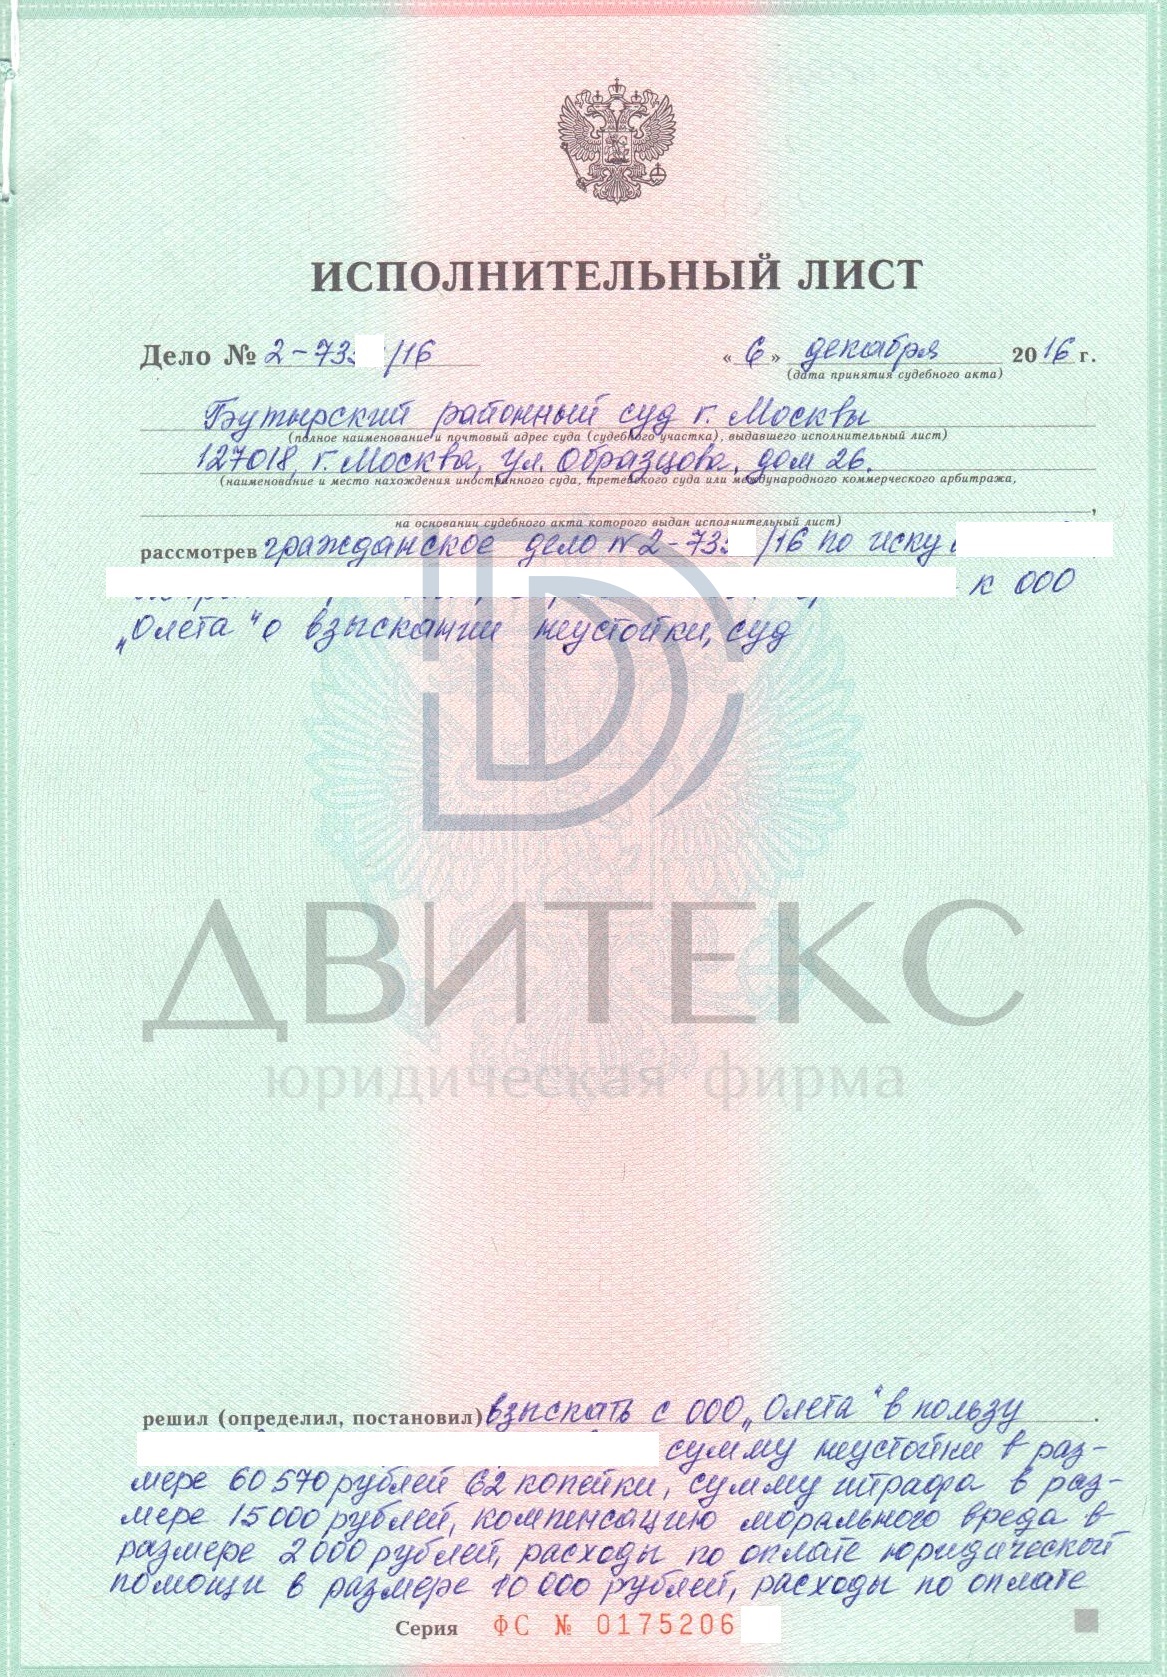 ИСПОЛНИТЕЛЬНЫЙ ЛИСТ
Дело № 2-73 /16 « 6 » декабря 2016 г.
(дата принятия судебного акта)
Бутырский районный суд г. Москвы
(полное наименование и почтовый адрес суда (судебного участка), выдавшего исполнительный лист)
127018, г. Москва, ул. Образцова, дом 26.
(наименование и место нахождения иностранного суда, третейского суда или международного коммерческого арбитража,
,
на основании судебного акта которого выдан исполнительный лист)
рассмотрев гражданское дело N 2-73 /16 по иску
к ООО
„Олета“ о взыскании неустойки, суд
ДВИТЕКС
юридическая фирма
решил (определил, постановил) взыскать с ООО „Олета“ в пользу .
сумму неустойки в раз-
мере 60 570 рублей 62 копейки, сумму штрафа в раз-
мере 15 000 рублей, компенсацию морального вреда в
размере 2 000 рублей, расходы по оплате юридической
помощи в размере 10 000 рублей, расходы по оплате
Серия ФС № 0175206